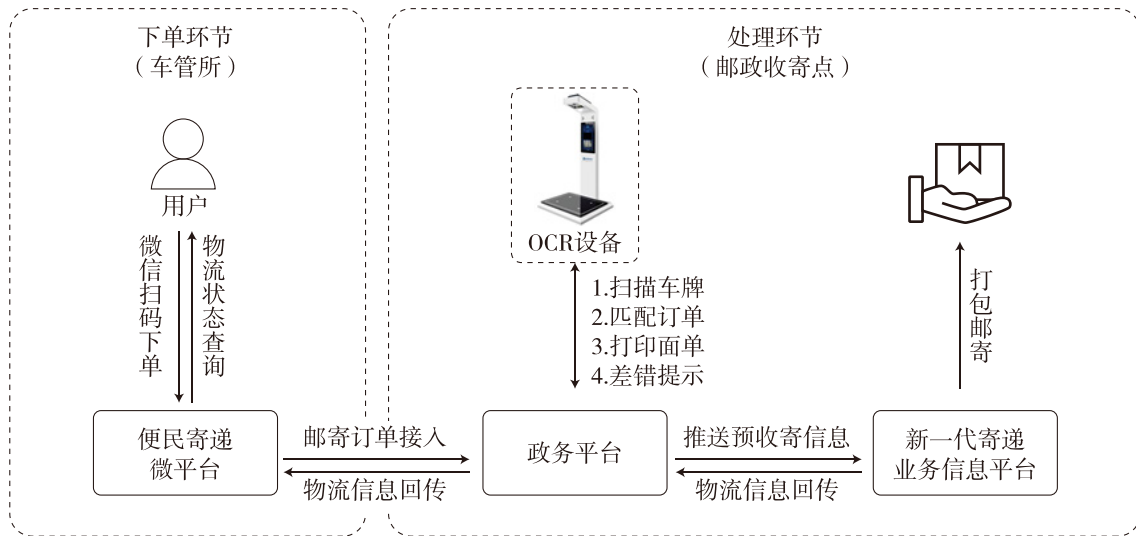 下单环节
（车管所）
用户
微信扫码下单
物流状态查询
便民寄递
微平台
邮寄订单接入
物流信息回传
处理环节
（邮政收寄点）
OCR设备
1.扫描车牌
2.匹配订单
3.打印面单
4.差错提示
政务平台
推送预收寄信息
物流信息回传
打包邮寄
新一代寄递
业务信息平台